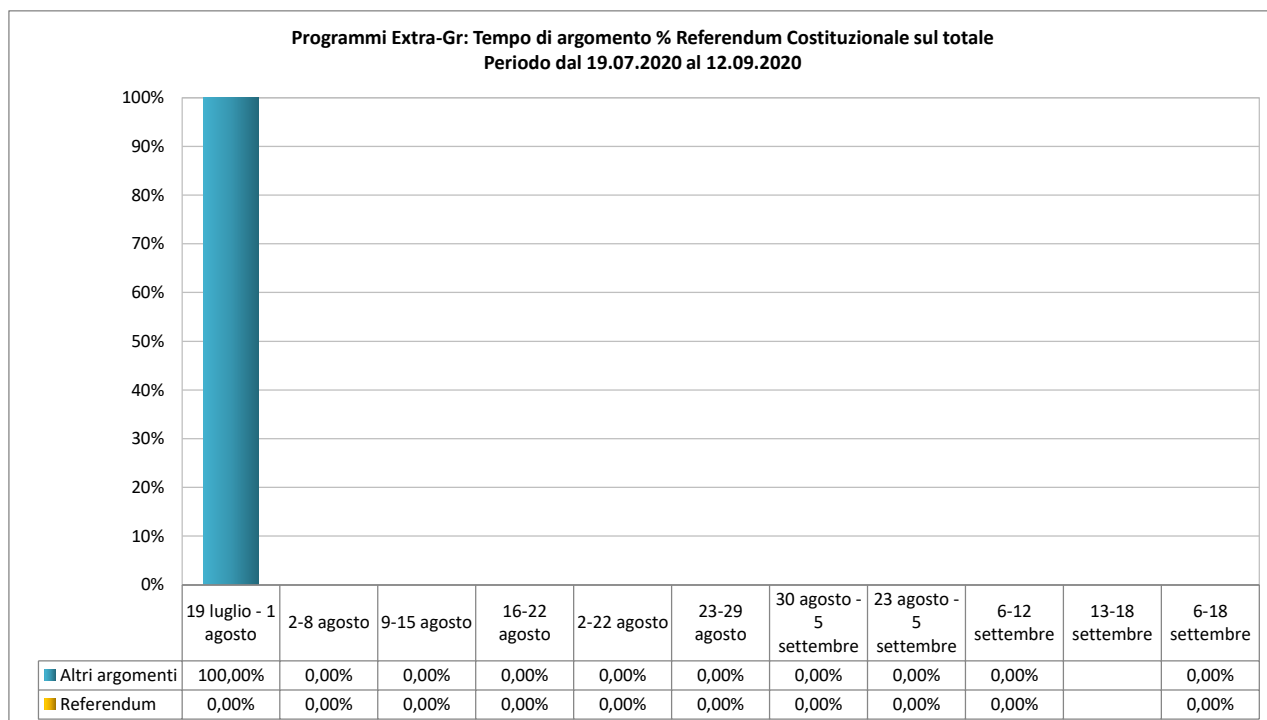 Programmi Extra-Gr: Tempo di argomento % Referendum Costituzionale sul totale
Periodo dal 19.07.2020 al 12.09.2020
100%
90%
80%
70%
60%
50%
40%
30%
20%
10%
0%
19 luglio - 1 agosto 2-8 agosto 9-15 agosto 16-22 agosto 2-22 agosto 23-29 agosto 30 agosto - 5 settembre 23 agosto - 5 settembre 6-12 settembre 13-18 settembre 6-18 settembre
Altri argomenti 100,00% 0,00% 0,00% 0,00% 0,00% 0,00% 0,00% 0,00% 0,00% 0,00%
Referendum 0,00% 0,00% 0,00% 0,00% 0,00% 0,00% 0,00% 0,00% 0,00% 0,00%